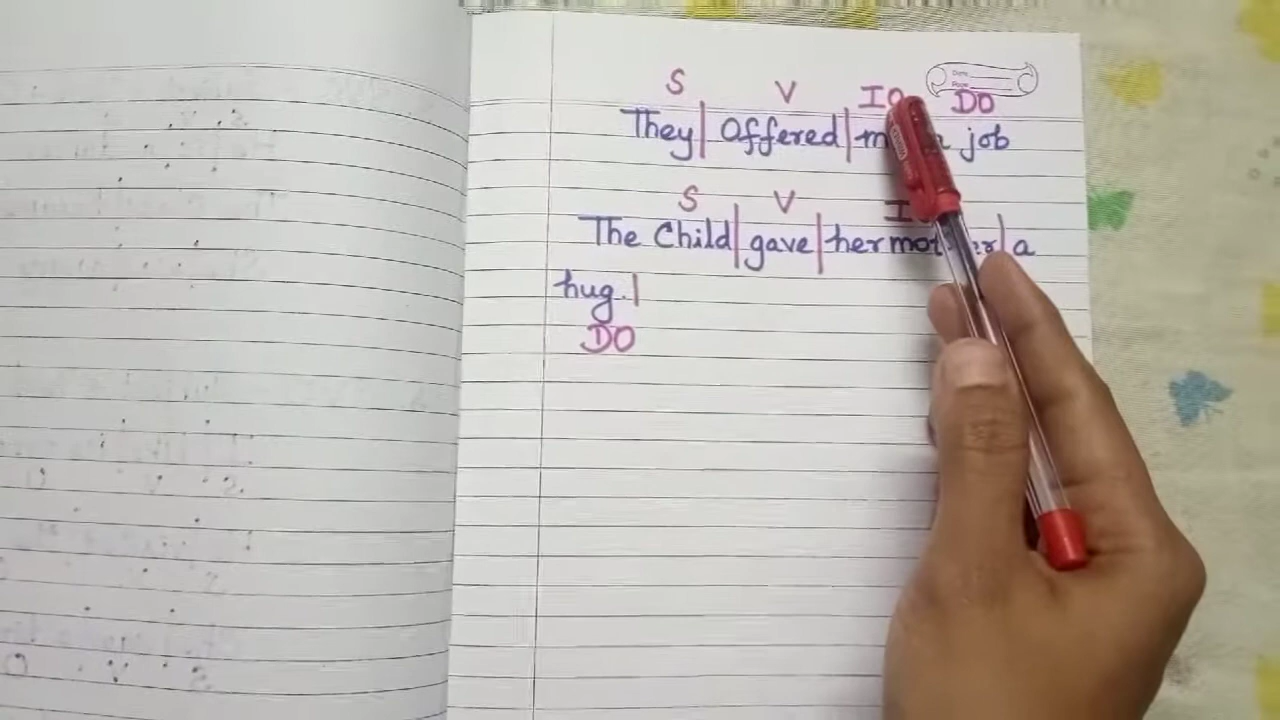 S V IO DO
They | Offered | job
S V
The Child | gave | her | a
hug. |
DO